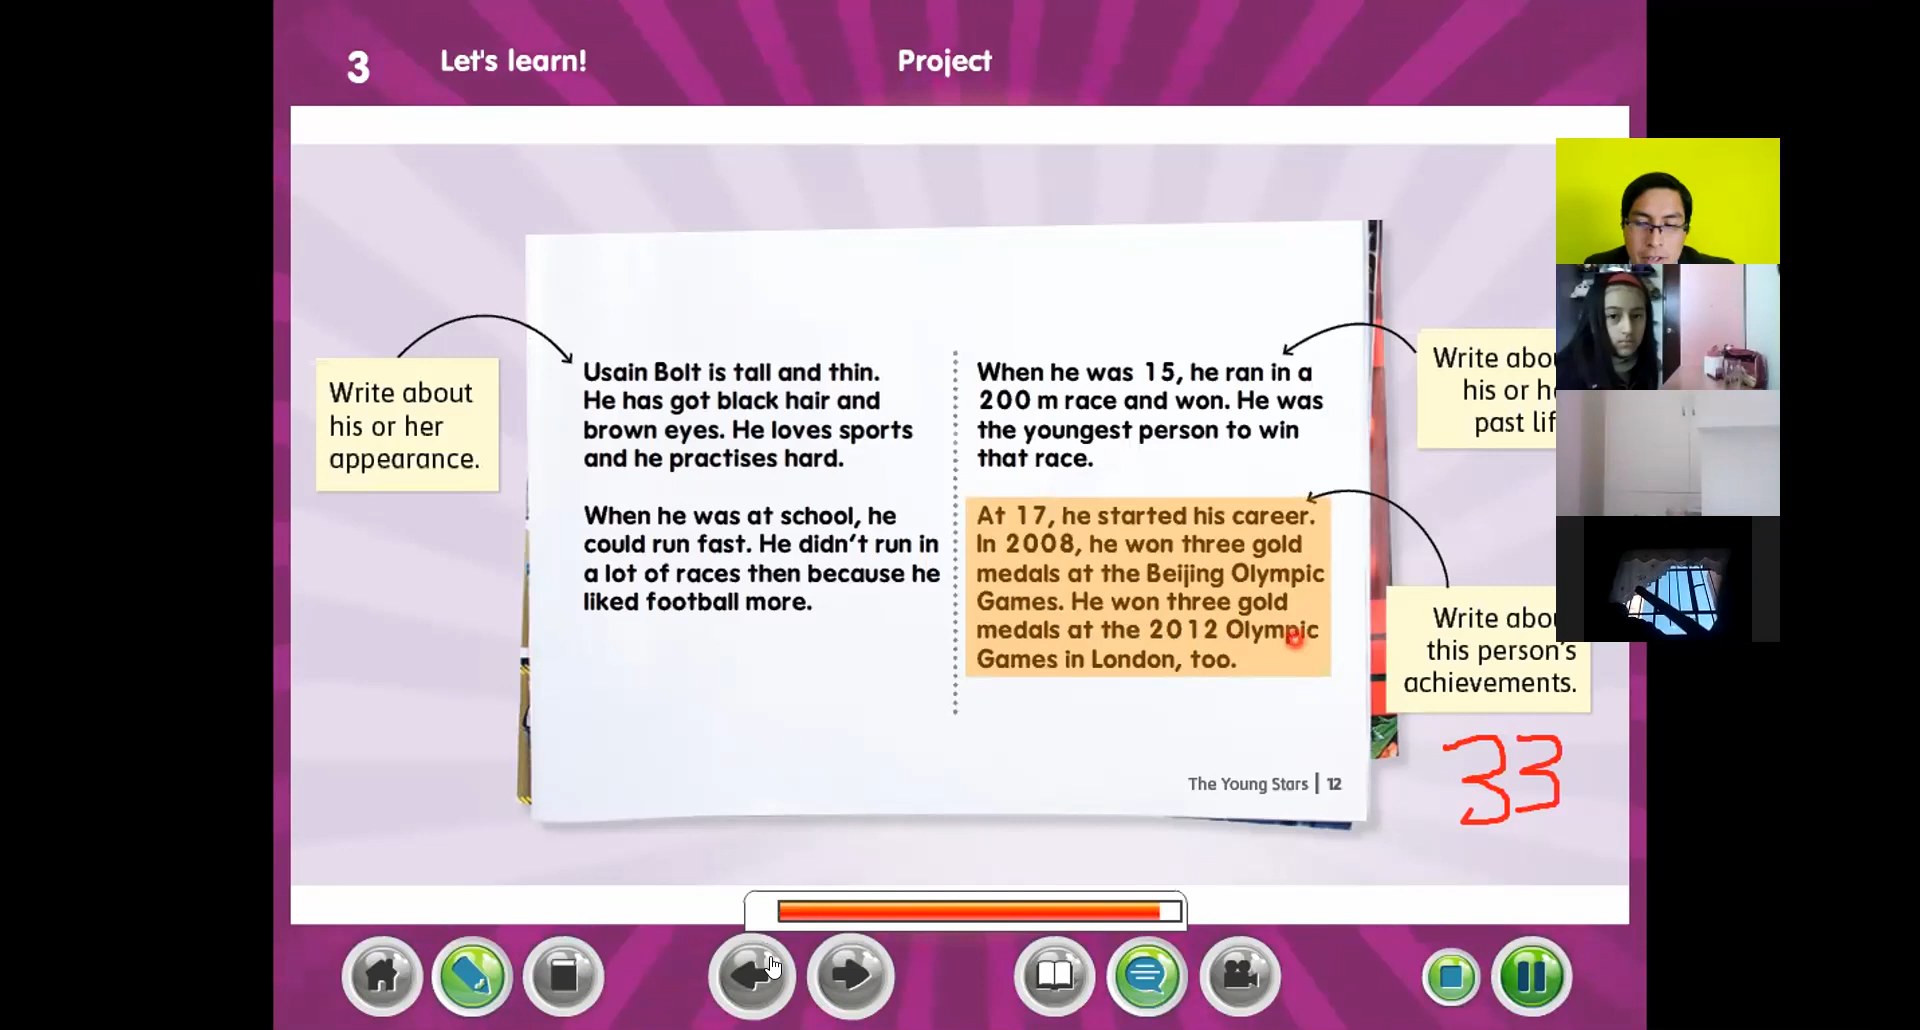 3 Let's learn! Project
Write about
his or her
appearance.
Usain Bolt is tall and thin.
He has got black hair and
brown eyes. He loves sports
and he practises hard.
When he was at school, he
could run fast. He didn't run in
a lot of races then because he
liked football more.
When he was 15, he ran in a
200 m race and won. He was
the youngest person to win
that race.
At 17, he started his career.
In 2008, he won three gold
medals at the Beijing Olympic
Games. He won three gold
medals at the 2012 Olympic
Games in London, too.
Write
his or
past
Write
this person's
achievements.
33
The Young Stars | 12